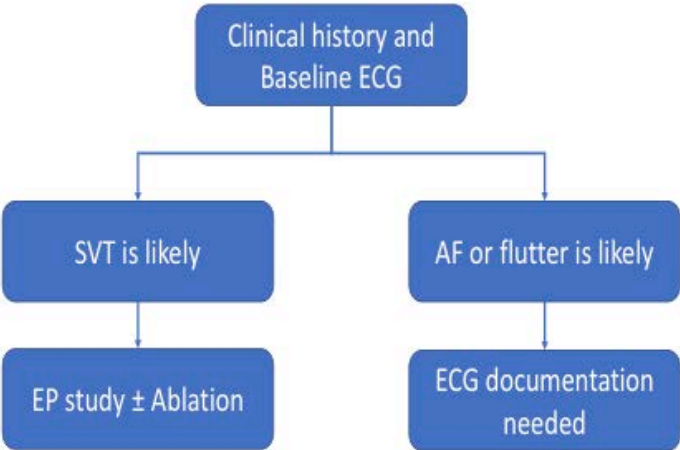 Clinical history and
Baseline ECG
SVT is likely
AF or flutter is likely
EP study ± Ablation
ECG documentation
needed